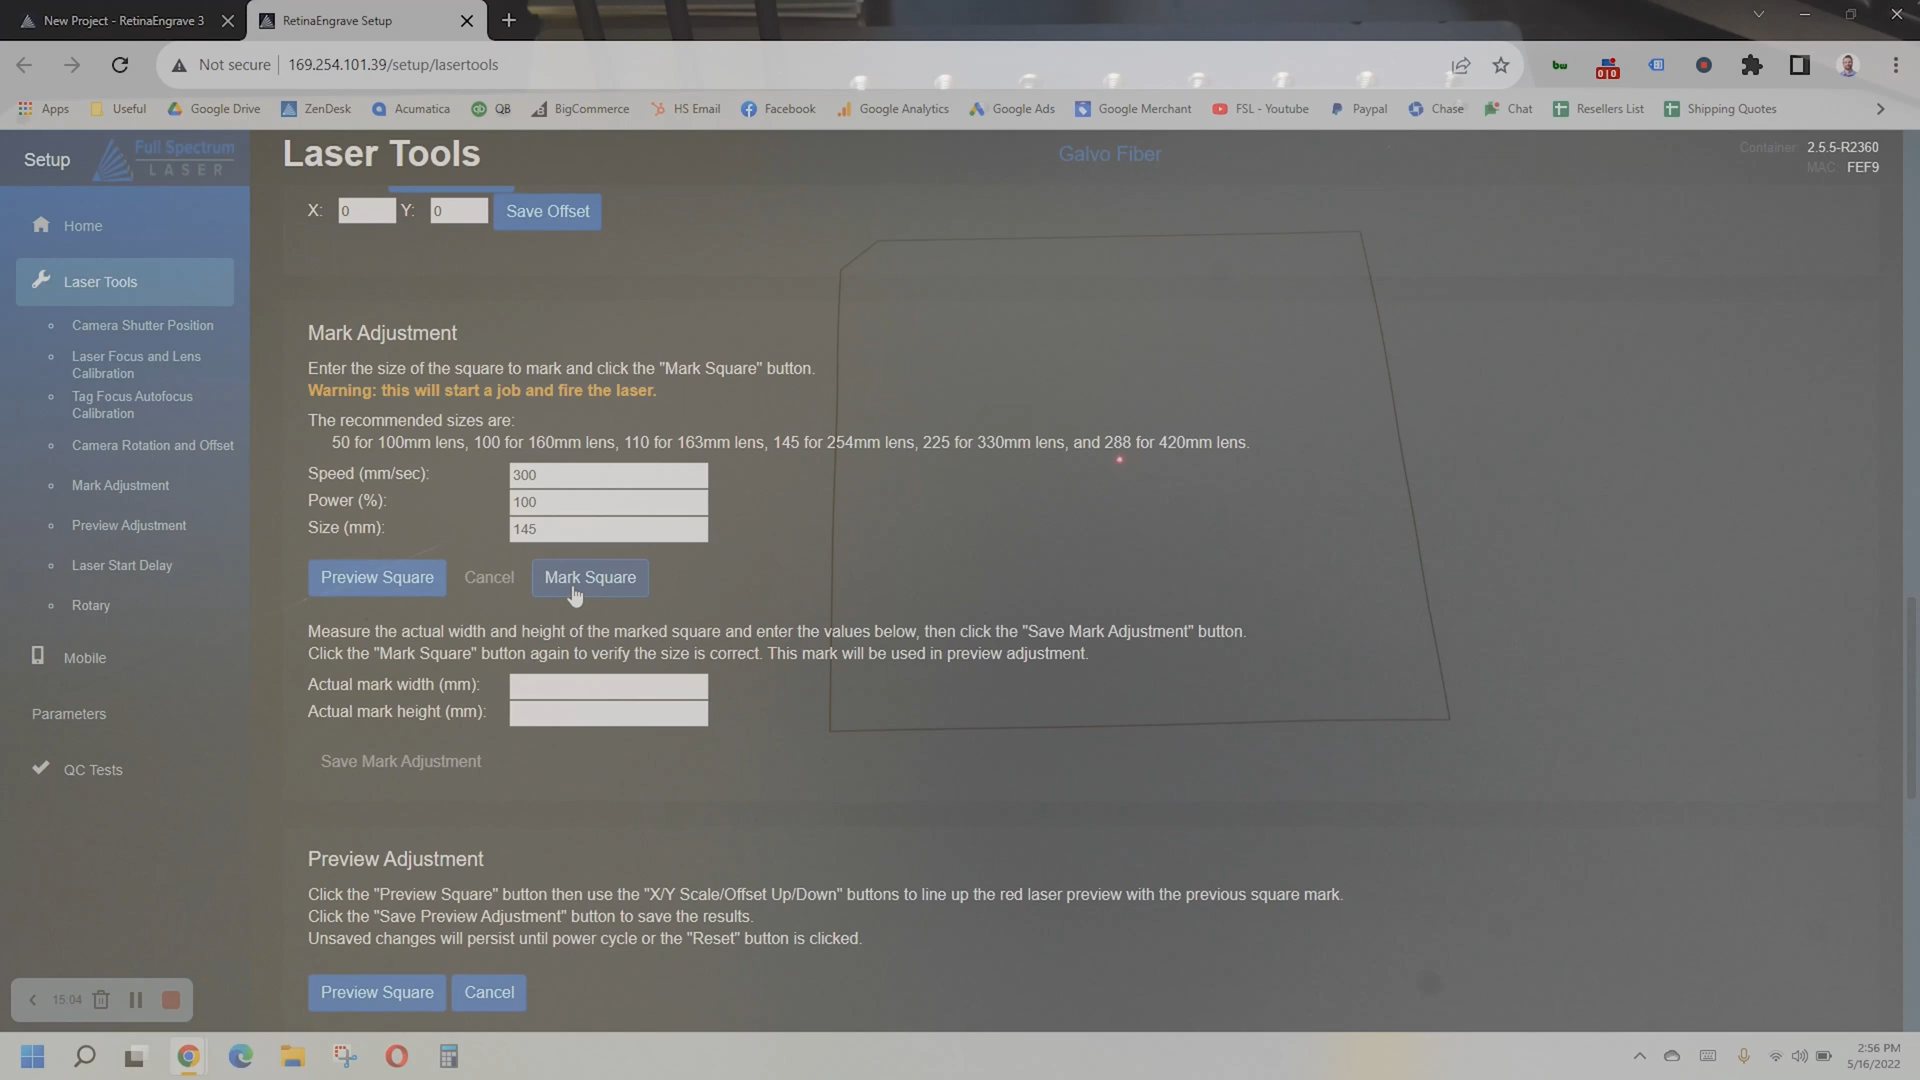 New Project - RetinaEngrave 3
RetinaEngrave Setup
Not secure
169.254.101.39/setup/lasertools
Apps
Useful
Google Drive
ZenDesk
Acumatica
QB
BigCommerce
HS Email
Facebook
Google Analytics
Google Ads
Google Merchant
FSL - Youtube
Paypal
Chase
Chat
Resellers List
Shipping Quotes
Setup
Full Spectrum
LASER
Laser Tools
Galvo Fiber
Container: 2.5.5-R2360
MAC: FEF9
Home
Laser Tools
Camera Shutter Position
Laser Focus and Lens
Calibration
Tag Focus Autofocus
Calibration
Camera Rotation and Offset
Mark Adjustment
Preview Adjustment
Laser Start Delay
Rotary
Mobile
Parameters
QC Tests
X: 0 Y: 0 Save Offset
Mark Adjustment
Enter the size of the square to mark and click the "Mark Square" button.
Warning: this will start a job and fire the laser.
The recommended sizes are:
50 for 100mm lens, 100 for 160mm lens, 110 for 163mm lens, 145 for 254mm lens, 225 for 330mm lens, and 288 for 420mm lens.
Speed (mm/sec): 300
Power (%): 100
Size (mm): 145
Preview Square Cancel Mark Square
Measure the actual width and height of the marked square and enter the values below, then click the "Save Mark Adjustment" button.
Click the "Mark Square" button again to verify the size is correct. This mark will be used in preview adjustment.
Actual mark width (mm):
Actual mark height (mm):
Save Mark Adjustment
Preview Adjustment
Click the "Preview Square" button then use the "X/Y Scale/Offset Up/Down" buttons to line up the red laser preview with the previous square mark.
Click the "Save Preview Adjustment" button to save the results.
Unsaved changes will persist until power cycle or the "Reset" button is clicked.
Preview Square Cancel
15:04
2:56 PM
5/16/2022